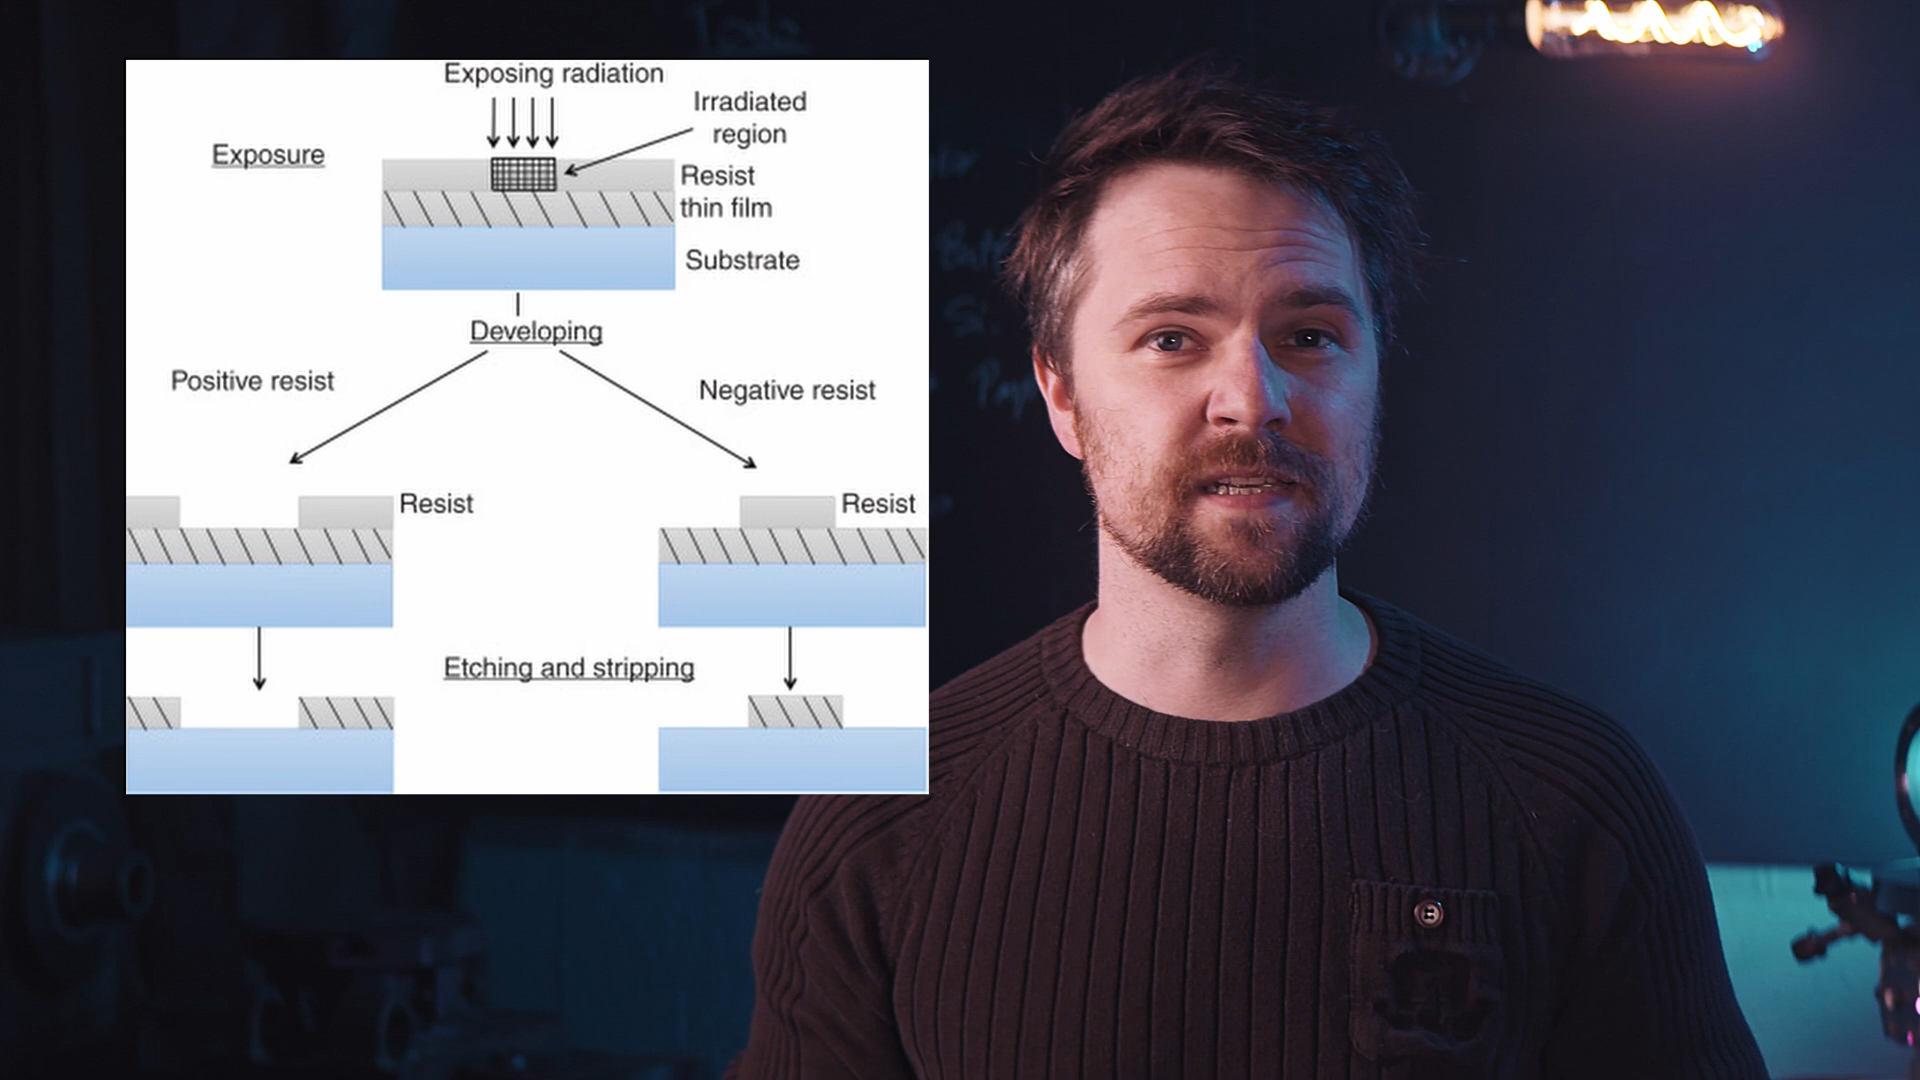 Exposing radiation
Irradiated
region
Exposure
Resist
thin film
Substrate
Developing
Positive resist
Negative resist
Resist
Resist
Etching and stripping